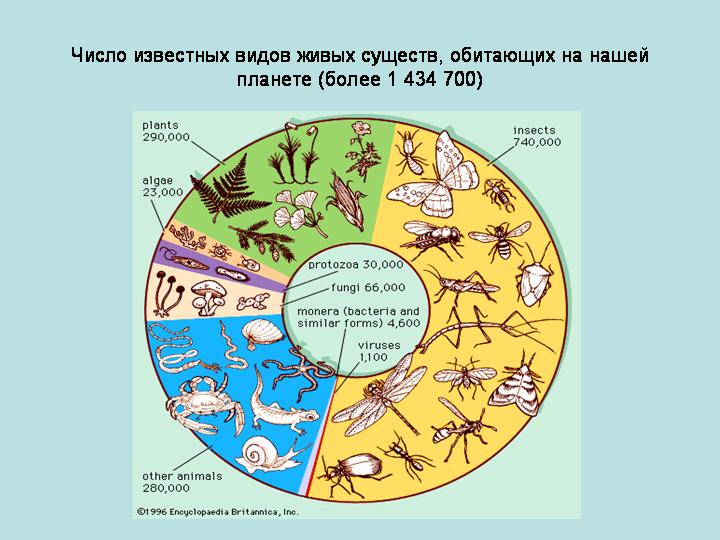 Число известных видов живых существ, обитающих на нашей
планете (более 1 434 700)
plants
290,000
insects
740,000
algae
23,000
protozoa 30,000
fungi 66,000
monera (bacteria and
similar forms) 4,600
viruses
1,100
other animals
280,000
©1996 Encyclopaedia Britannica, Inc.